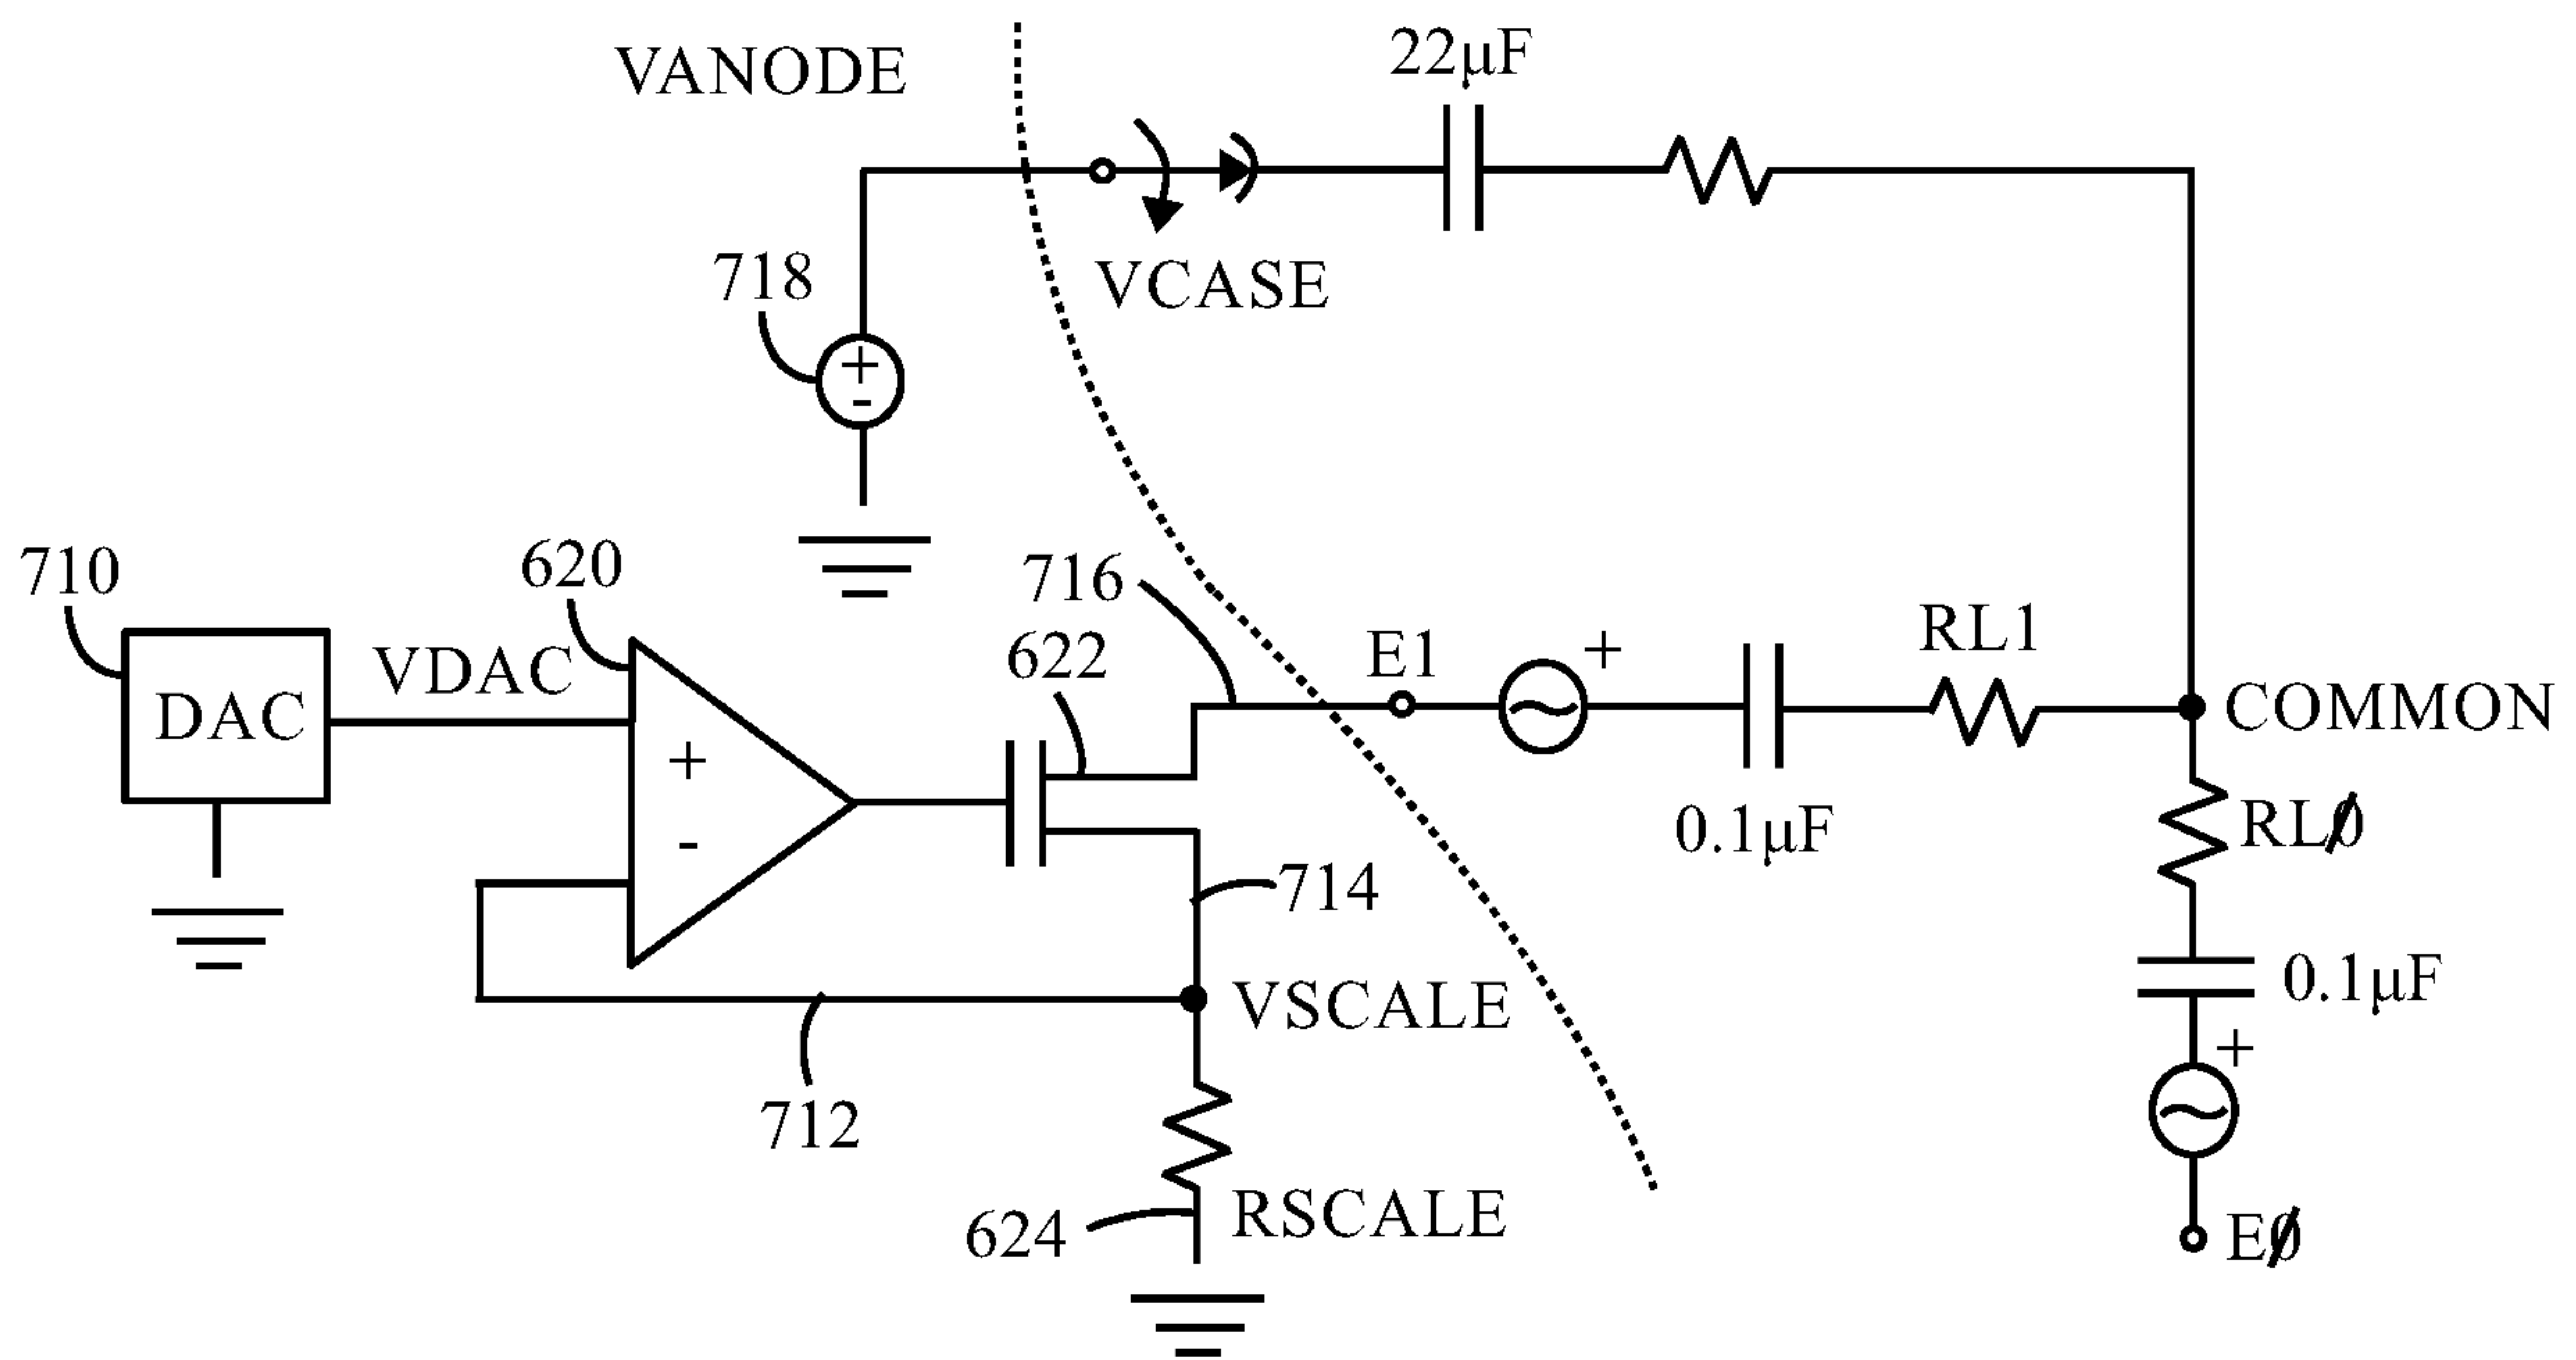 VANODE
22μF
718
VCASE
710
620
716
622
E1
+
RL1
VDAC
DAC
COMMON
+
-
+
-
0.1μF
RLØ
714
0.1μF
VSCALE
+
712
624
RSCALE
EØ